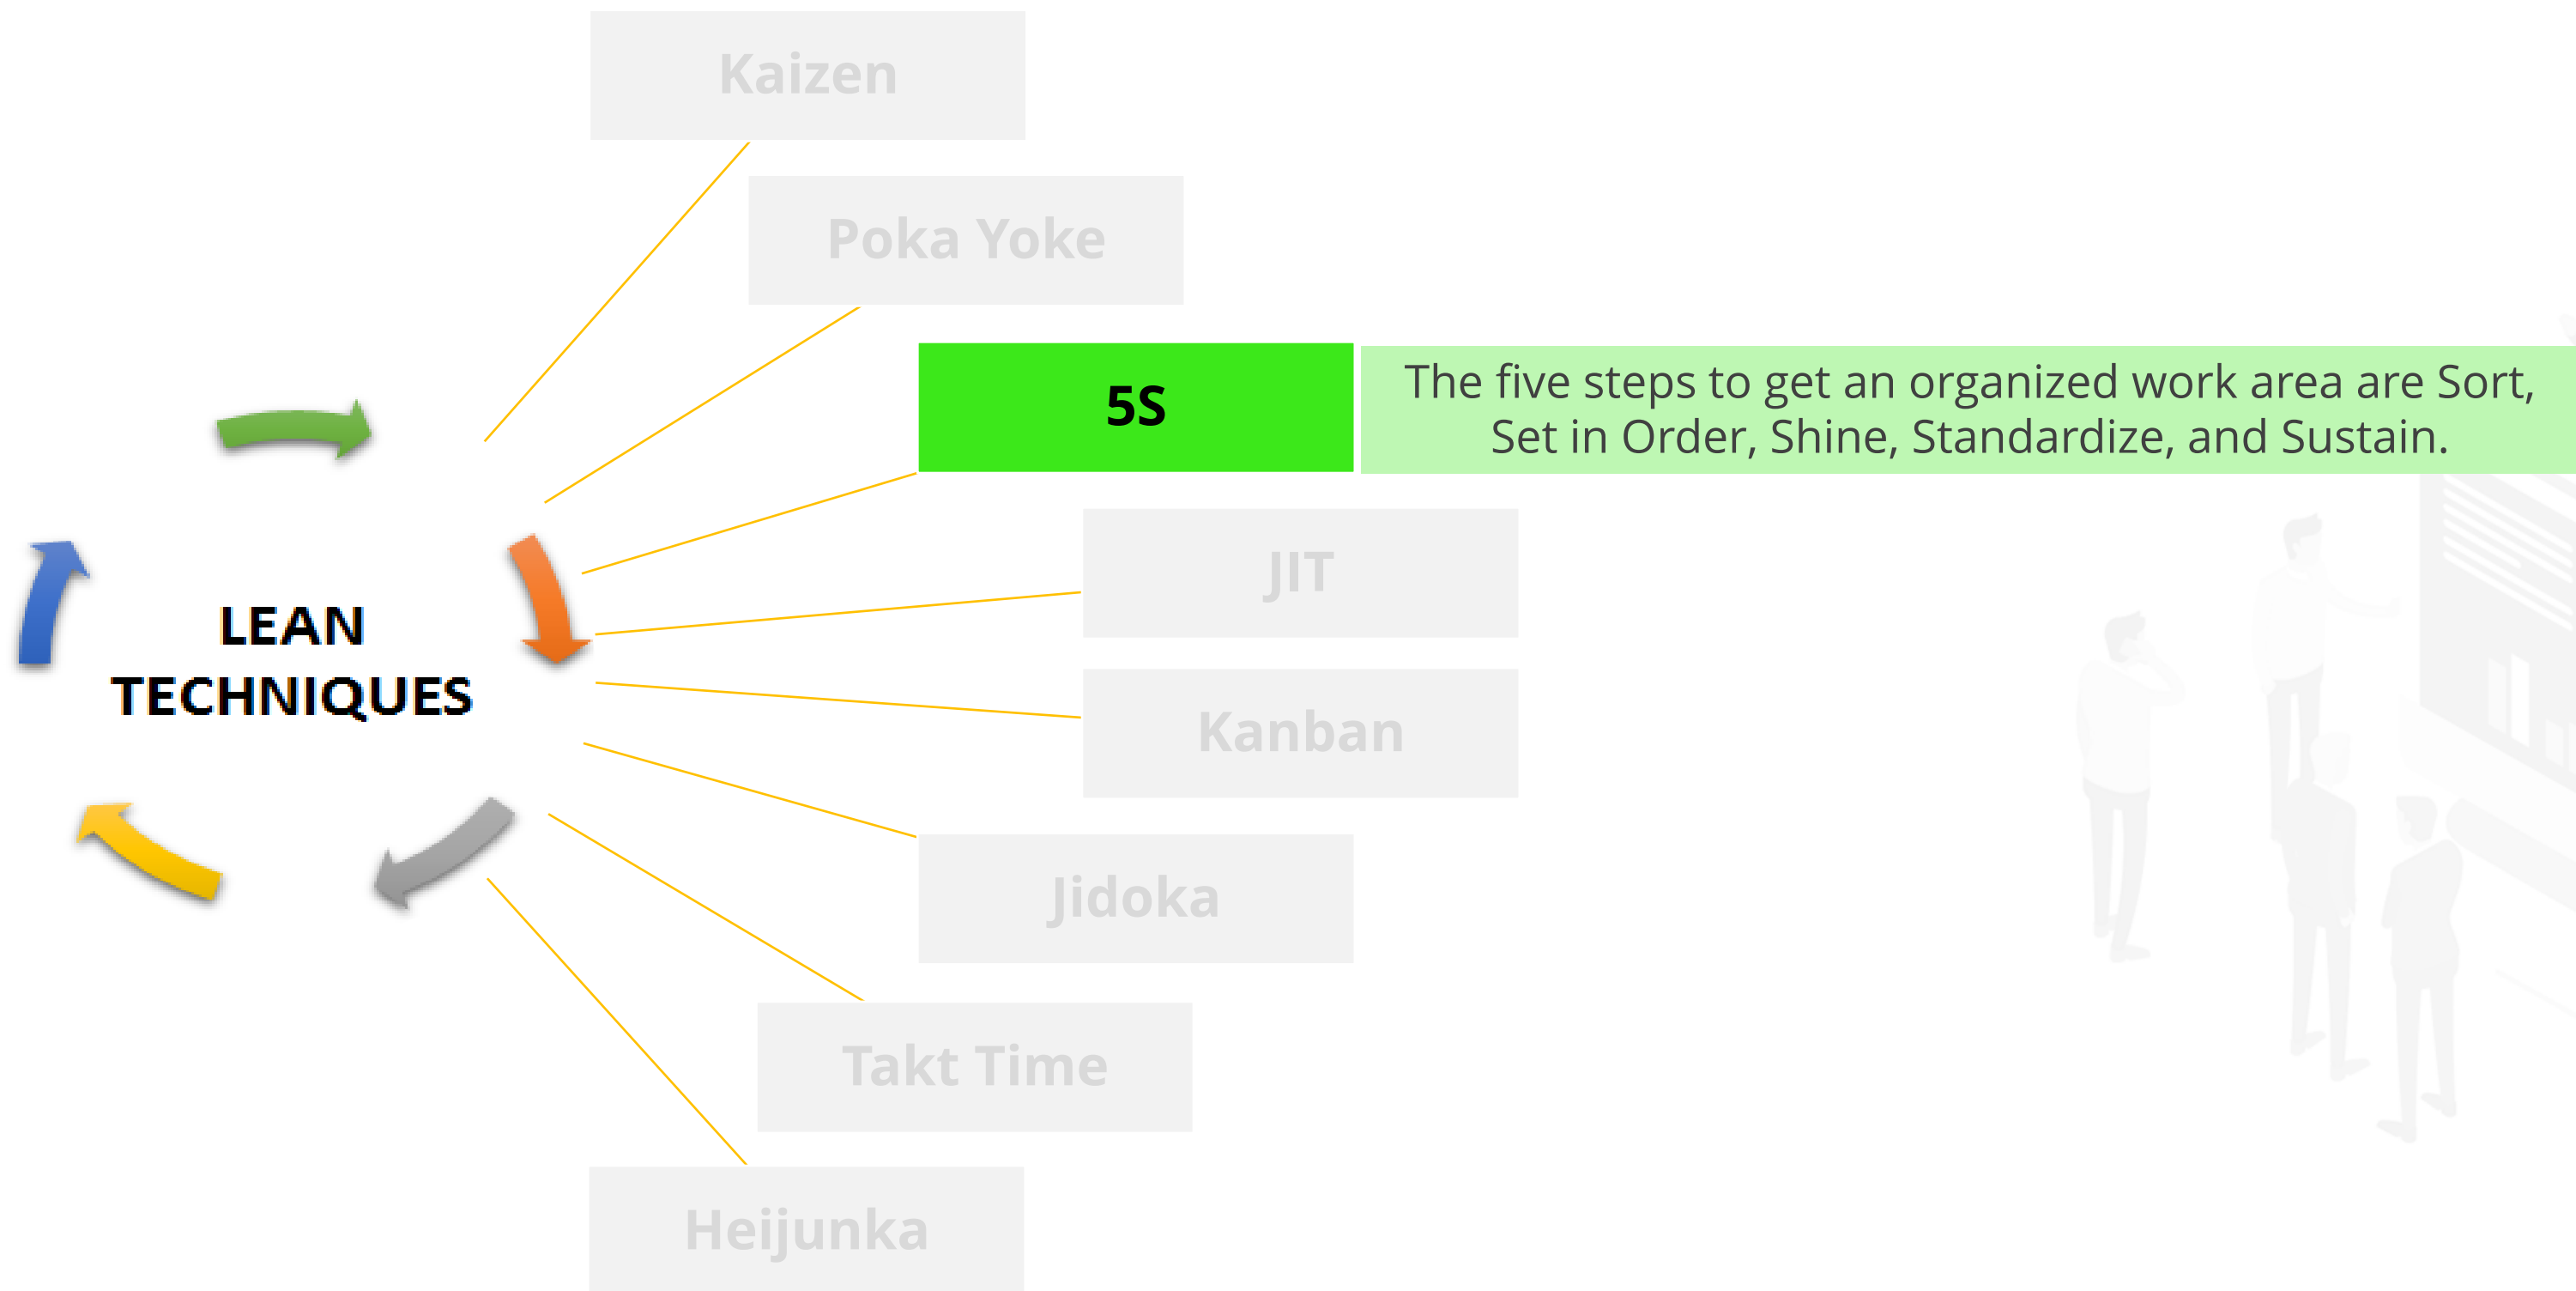 Kaizen
Poka Yoke
5S
The five steps to get an organized work area are Sort,
Set in Order, Shine, Standardize, and Sustain.
JIT
LEAN
TECHNIQUES
Kanban
Jidoka
Takt Time
Heijunka